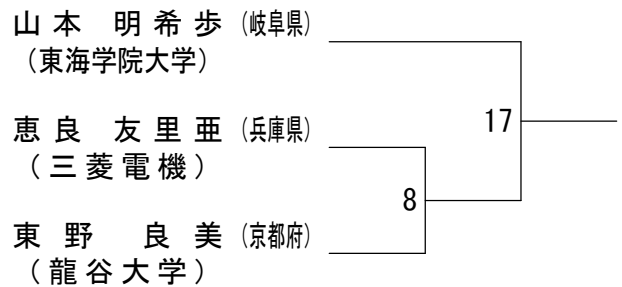 山本 明希歩 (岐阜県)
(東海学院大学)
17
恵良 友里亜 (兵庫県)
(三菱電機)
8
東野 良美 (京都府)
(龍谷大学)